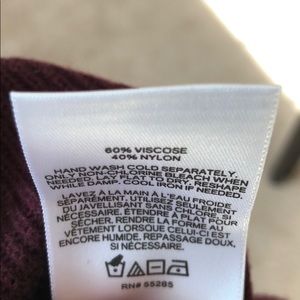 60% VISCOSE
40% NYLON
HAND WASH COLD SEPARATELY.
ONLY NON-CHLORINE BLEACH WHEN
NEEDED. LAY FLAT TO DRY. RESHAPE
WHILE DAMP. COOL IRON IF NEEDED.
LAVEZ À LA MAIN À L'EAU FROIDE
SÉPARÉMENT. UTILISEZ SEULEMENT
DU JAVELLISANT SANS CHLORE, SI
NÉCESSAIRE. ÉTENDRE À PLAT POUR
SÉCHER. RENDRE LA FORME AU
VÊTEMENT LORSQUE CELUI-CI EST
ENCORE HUMIDE. REPASSAGE DOUX,
SI NÉCESSAIRE.
RN# 55285